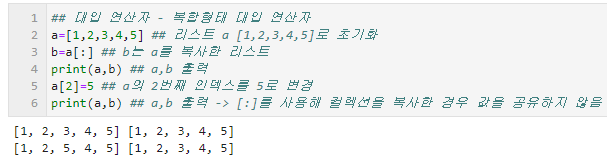 1 ## 대입 연산자 - 복합형태 대입 연산자
2 a=[1,2,3,4,5] ## 리스트 a [1,2,3,4,5]로 초기화
3 b=a[:] ## b는 a를 복사한 리스트
4 print(a,b) ## a,b 출력
5 a[2]=5 ## a의 2번째 인덱스를 5로 변경
6 print(a,b) ## a,b 출력 -> [:]를 사용해 컬렉션을 복사한 경우 값을 공유하지 않음
[1, 2, 3, 4, 5] [1, 2, 3, 4, 5]
[1, 2, 5, 4, 5] [1, 2, 3, 4, 5]